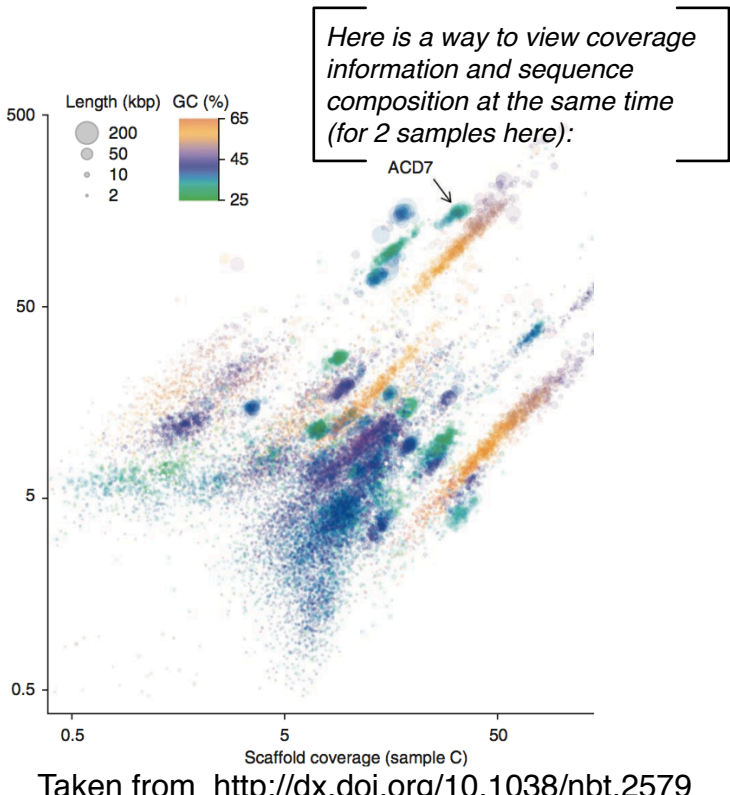 Here is a way to view coverage
information and sequence
composition at the same time
(for 2 samples here):
Length (kbp) GC (%)
200
50
10
2
65
45
25
ACD7
500
50
5
0.5
0.5 5 50
Scaffold coverage (sample C)
Taken from http://dx.doi.org/10.1038/nbt.2579